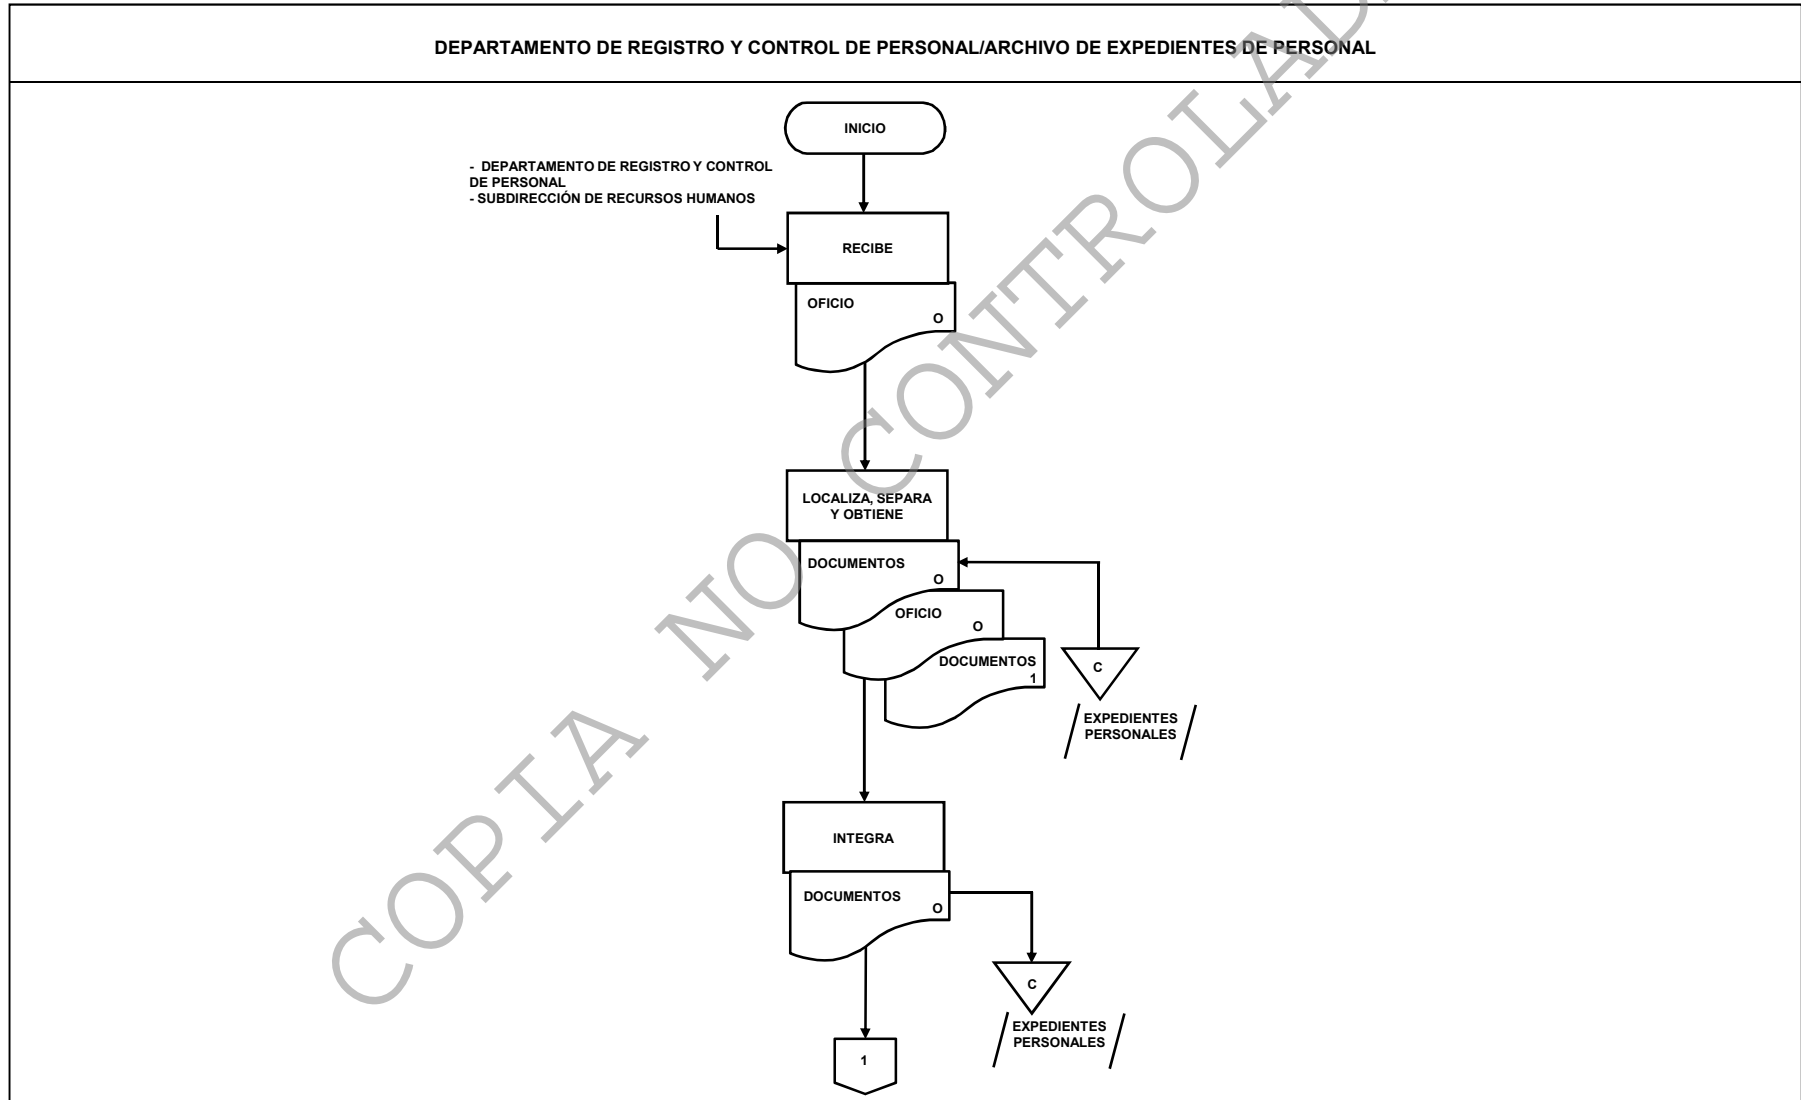 DEPARTAMENTO DE REGISTRO Y CONTROL DE PERSONAL/ARCHIVO DE EXPEDIENTES DE PERSONAL
INICIO
- DEPARTAMENTO DE REGISTRO Y CONTROL
DE PERSONAL
- SUBDIRECCIÓN DE RECURSOS HUMANOS
RECIBE
OFICIO
O
LOCALIZA, SEPARA
Y OBTIENE
DOCUMENTOS
O
OFICIO
O
DOCUMENTOS
1
C
EXPEDIENTES
PERSONALES
INTEGRA
DOCUMENTOS
O
C
EXPEDIENTES
PERSONALES
1
COPIA NO CONTROLAD